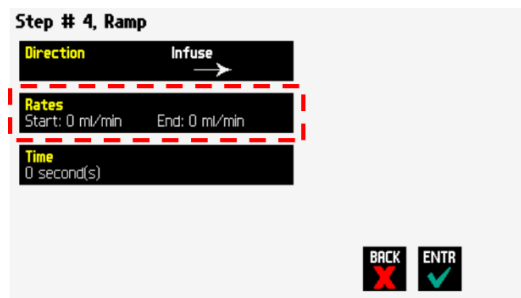 Step # 4, Ramp
Direction Infuse
Rates
Start: 0 ml/min End: 0 ml/min
Time
0 second(s)
BACK ENTR